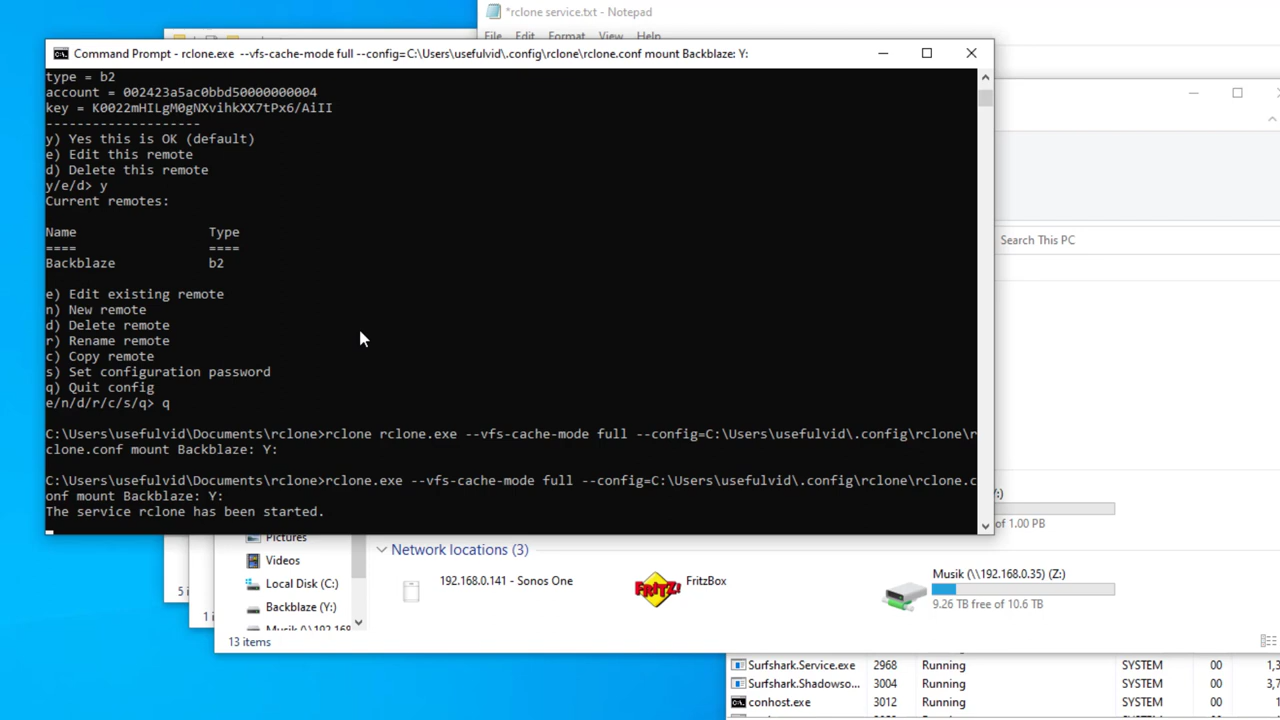 *rclone service.txt - Notepad
File Edit Format View Help
Command Prompt - rclone.exe --vfs-cache-mode full --config=C:\Users\usefulvid\.config\rclone\rclone.conf mount Backblaze: Y:
type = b2
account = 002423a5ac0bbd50000000004
key = K0022mHILgM0gNXvihkXX7tPx6/AiII
--------------------
y) Yes this is OK (default)
e) Edit this remote
d) Delete this remote
y/e/d> y
Current remotes:
Name Type
==== ====
Backblaze b2
e) Edit existing remote
n) New remote
d) Delete remote
r) Rename remote
c) Copy remote
s) Set configuration password
q) Quit config
e/n/d/r/c/s/q> q
C:\Users\usefulvid\Documents\rclone>rclone rclone.exe --vfs-cache-mode full --config=C:\Users\usefulvid\.config\rclone\r
clone.conf mount Backblaze: Y:
C:\Users\usefulvid\Documents\rclone>rclone.exe --vfs-cache-mode full --config=C:\Users\usefulvid\.config\rclone\rclone.c
onf mount Backblaze: Y:
The service rclone has been started.
Search This PC
Y:)
of 1.00 PB
Pictures
Videos
Local Disk (C:)
Backblaze (Y:)
Network locations (3)
192.168.0.141 - Sonos One
FritzBox
FRITZ!
Musik (\\192.168.0.35) (Z:)
9.26 TB free of 10.6 TB
5 i
1 i
13 items
Surfshark.Service.exe 2968 Running SYSTEM 00 1,3
Surfshark.Shadowso... 3004 Running SYSTEM 00 3,7
conhost.exe 3012 Running SYSTEM 00 1